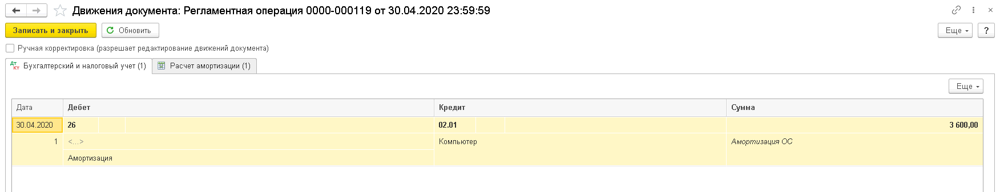 Движения документа: Регламентная операция 0000-000119 от 30.04.2020 23:59:59
Записать и закрыть Обновить Еще ?
Ручная корректировка (разрешает редактирование движений документа)
Дт Кт Бухгалтерский и налоговый учет (1) Расчет амортизации (1)
Еще
Дата Дебет Кредит Сумма
30.04.2020 26 02.01 3 600,00
1 <...> Компьютер Амортизация ОС
Амортизация